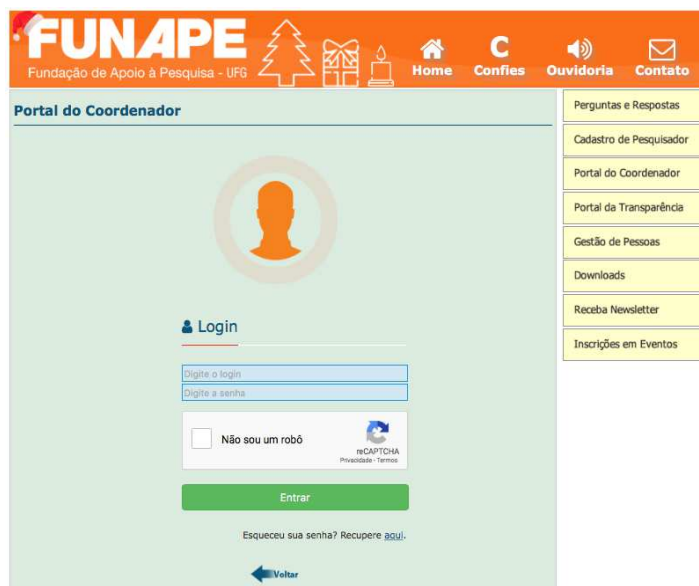 FUNAPE
Fundação de Apoio à Pesquisa - UFG
Home
C
Confies
Ouvidoria
Contato
Portal do Coordenador
Login
Digite o login
Digite a senha
Não sou um robô
reCAPTCHA
Privacidade - Termos
Entrar
Esqueceu sua senha? Recupere aqui.
Voltar
Perguntas e Respostas
Cadastro de Pesquisador
Portal do Coordenador
Portal da Transparência
Gestão de Pessoas
Downloads
Receba Newsletter
Inscrições em Eventos